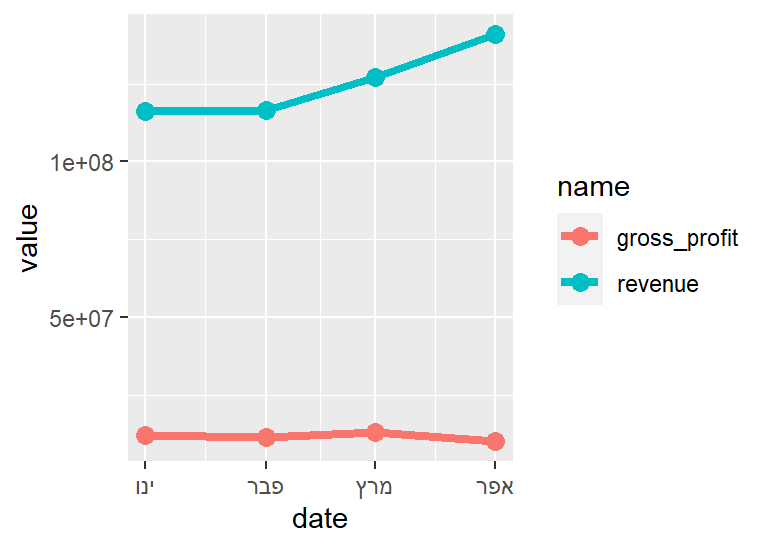 value
1e+08
5e+07
ינו
פבר
מרץ
אפר
date
name
gross_profit
revenue